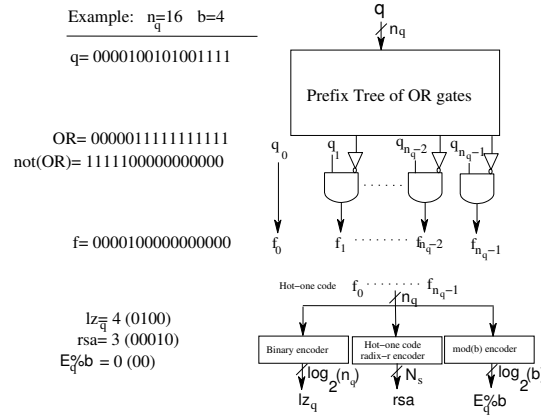 Example: n_q=16 b=4
q= 0000100101001111
OR= 0000011111111111
not(OR)= 1111100000000000
f= 0000100000000000
lz_q= 4 (0100)
rsa= 3 (00010)
E_q%b = 0 (00)
q
n_q
Prefix Tree of OR gates
q_0 q_1 q_{n_q-2} q_{n_q-1}
f_0 f_1 ········ f_{n_q-2} f_{n_q-1}
Hot-one code f_0 ········ f_{n_q-1}
n_q
Binary encoder
Hot-one code
radix-r encoder
mod(b) encoder
log_2(n_q) N_s log_2(b)
lz_q rsa E_q%b